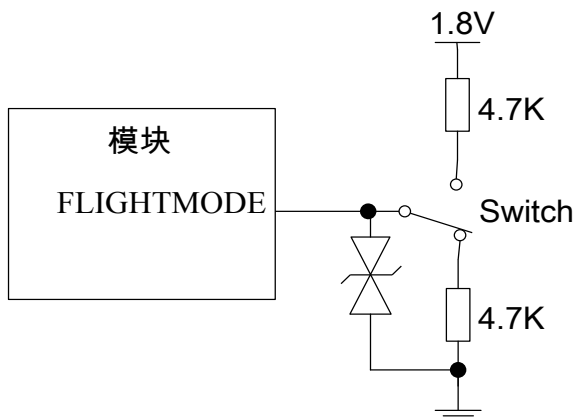 1.8V
4.7K
模块
FLIGHTMODE
Switch
4.7K